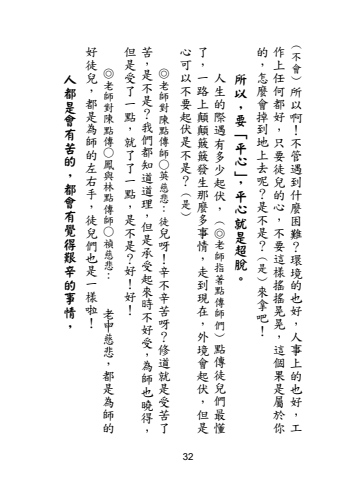 （不會）所以啊！不管遇到什麼困難？環境的也好，人事上的也好，工
作上任何都好，只要徒兒的心，不要這樣搖搖晃晃，這個果是屬於你
的，怎麼會掉到地上去呢？是不是？（是）來拿吧！
所以，要「平心」，平心就是超脫。
人生的際遇有多少起伏，（◎老師指著點傳師們）點傳徒兒們最懂
了，一路上顛顛簸簸發生那麼多事情，走到現在，外境會起伏，但是
心可以不要起伏是不是？（是）
◎老師對陳點傳師○英慈悲：徒兒呀！辛不辛苦呀？修道就是受苦了
苦，是不是？我們都知道道理，但是承受起來時不好受，為師也曉得，
但是受了一點，就了了一點，是不是？好！好！
◎老師對陳點傳師○鳳與林點傳師○禎慈悲：　老申慈悲，都是為師的
好徒兒，都是為師的左右手，徒兒們也是一樣啦！
人都是會有苦的，都會有覺得艱辛的事情，
32